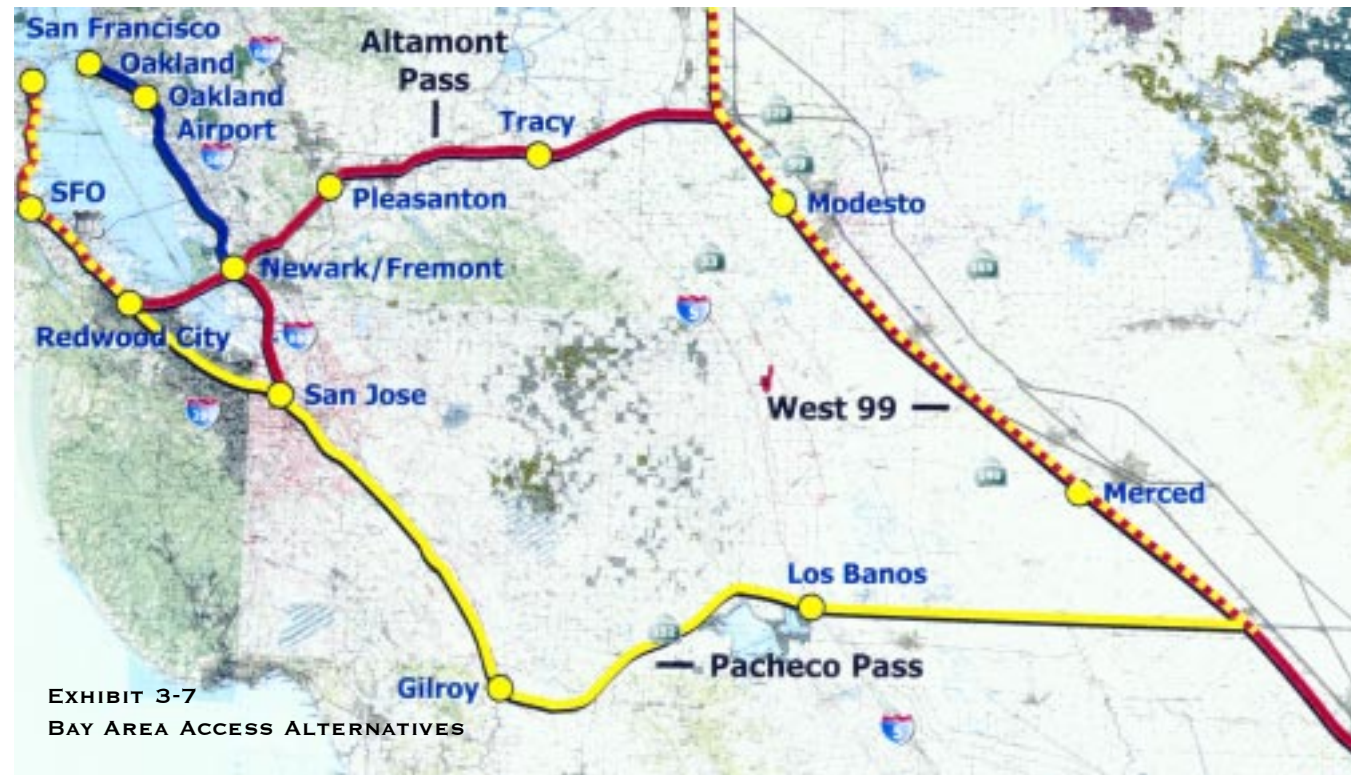 San Francisco
Oakland
Oakland
Airport
Altamont
Pass
Tracy
SFO
Pleasanton
Modesto
Newark/Fremont
Redwood City
San Jose
West 99
Merced
Los Banos
Pacheco Pass
Gilroy
EXHIBIT 3-7
BAY AREA ACCESS ALTERNATIVES